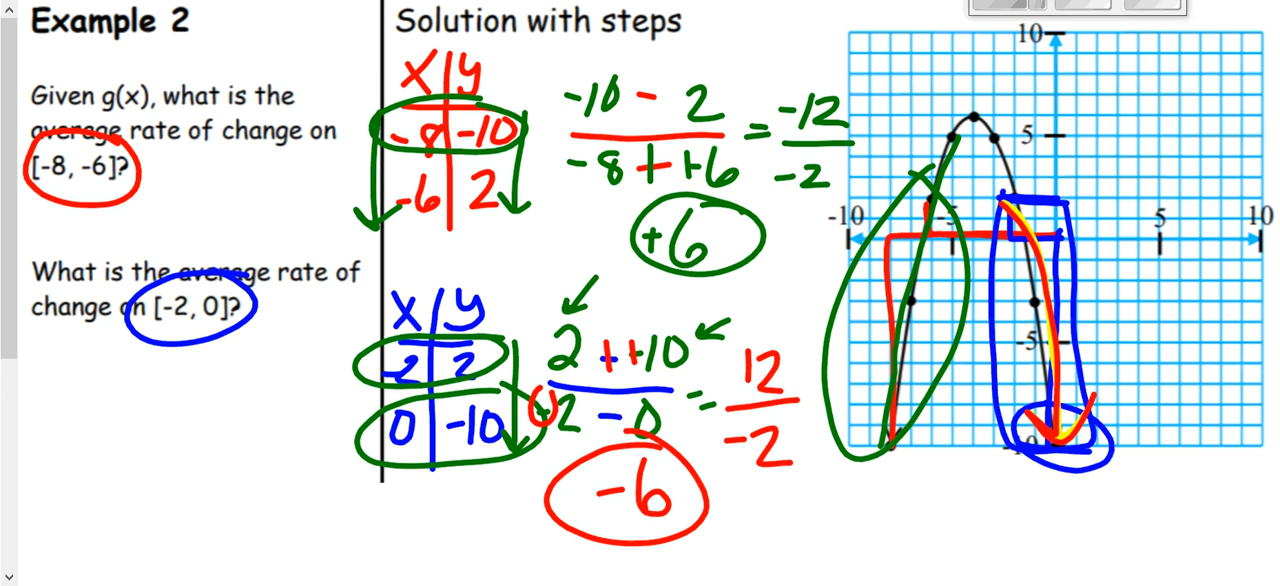 Example 2
Given g(x), what is the
average rate of change on
[-8, -6]?
What is the average rate of
change on [-2, 0]?
Solution with steps
x | y
-8 | -10
-6 | 2
-10 - 2
-8 + +6
= -12
-2
+6
x | y
-2 | 2
0 | -10
2 + +10
-2 - 0
= 12
-2
-6
10
5
-10
-5
5
10
-5